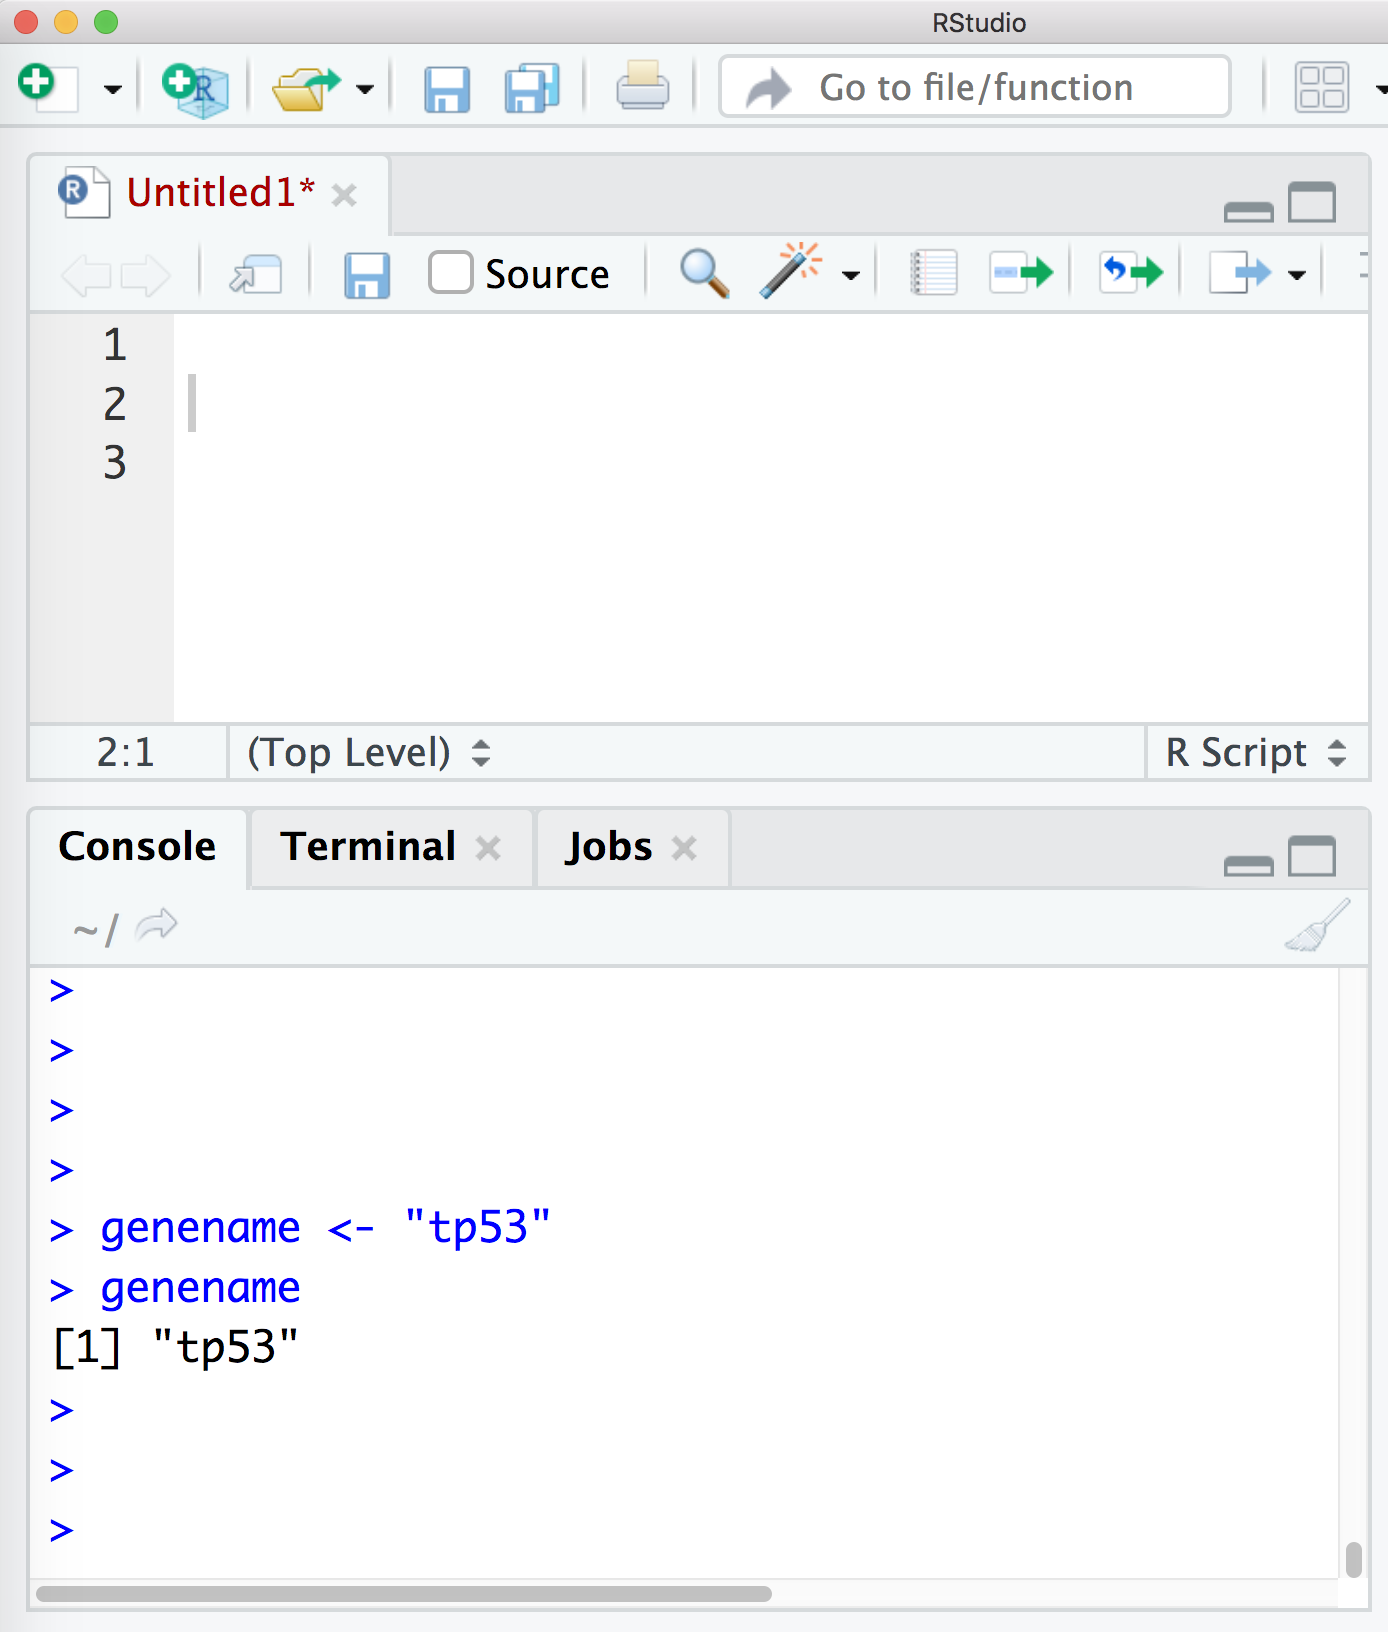 RStudio
Go to file/function
Untitled1*
Source
1
2
3
2:1 (Top Level) R Script
Console Terminal Jobs
~/
>
>
>
>
> genename <- "tp53"
> genename
[1] "tp53"
>
>
>